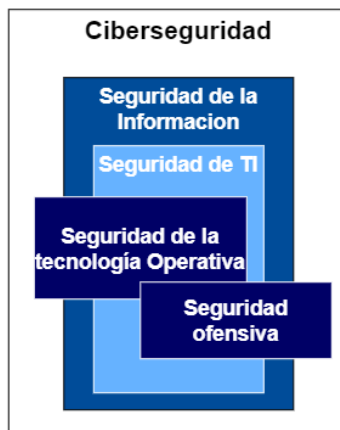 Ciberseguridad
Seguridad de la
Informacion
Seguridad de TI
Seguridad de la
tecnología Operativa
Seguridad
ofensiva